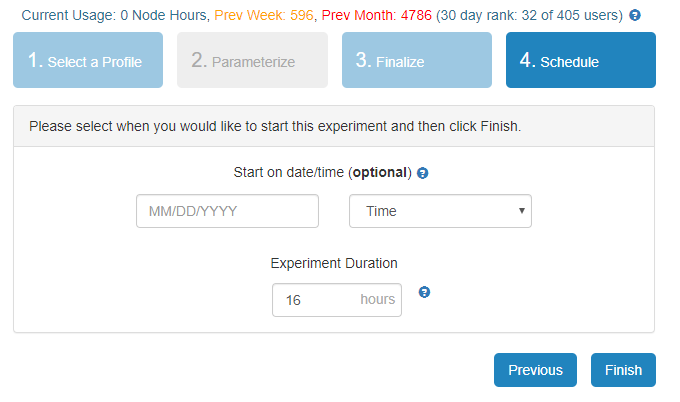 Current Usage: 0 Node Hours, Prev Week: 596, Prev Month: 4786 (30 day rank: 32 of 405 users) ?
1. Select a Profile
2. Parameterize
3. Finalize
4. Schedule
Please select when you would like to start this experiment and then click Finish.
Start on date/time (optional) ?
MM/DD/YYYY
Time
Experiment Duration
16 hours ?
Previous
Finish